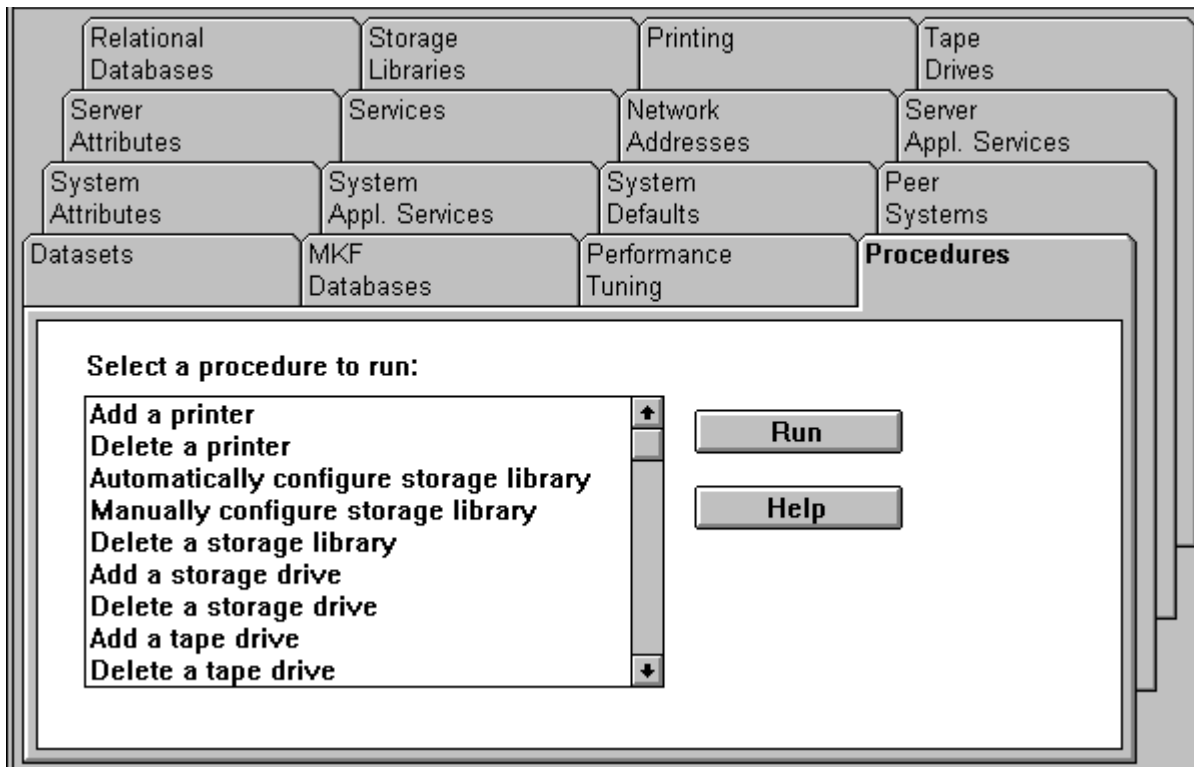 Relational
Databases
Storage
Libraries
Printing
Tape
Drives
Server
Attributes
Services
Network
Addresses
Server
Appl. Services
System
Attributes
System
Appl. Services
System
Defaults
Peer
Systems
Datasets
MKF
Databases
Performance
Tuning
Procedures
Select a procedure to run:
Add a printer
Delete a printer
Automatically configure storage library
Manually configure storage library
Delete a storage library
Add a storage drive
Delete a storage drive
Add a tape drive
Delete a tape drive
Run
Help